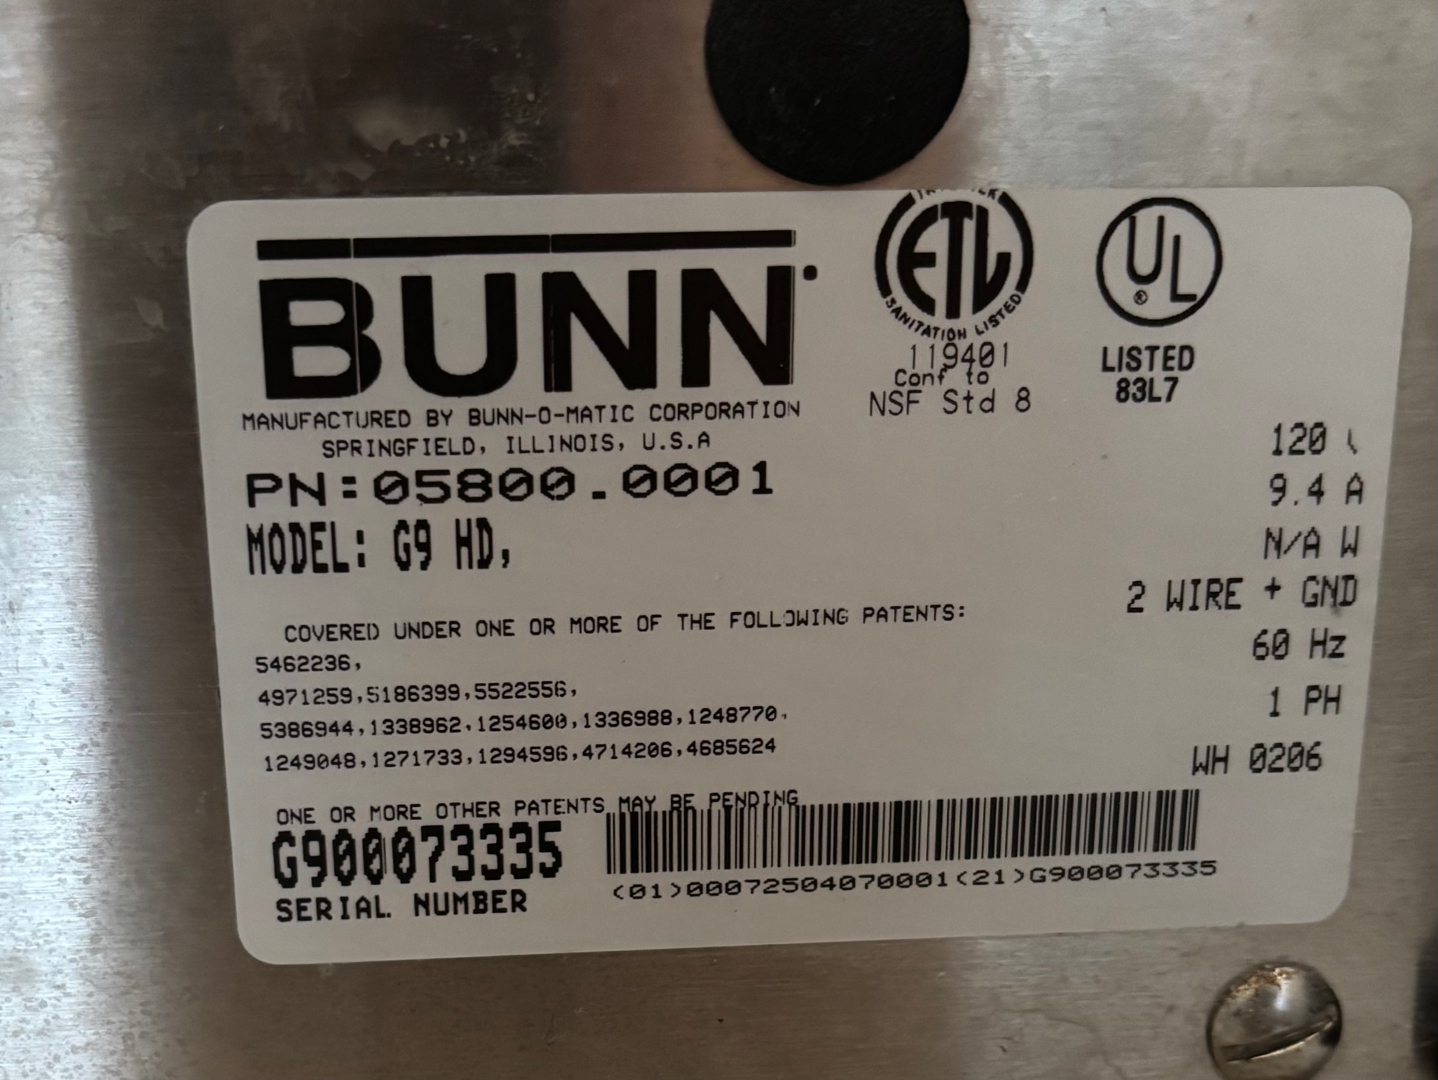 BUNN
MANUFACTURED BY BUNN-O-MATIC CORPORATION
SPRINGFIELD, ILLINOIS, U.S.A
PN:05800.0001
MODEL: G9 HD,
ETL
SANITATION LISTED
119401
Conf to
NSF Std 8
UL
®
LISTED
83L7
120
9.4 A
N/A W
2 WIRE + GND
60 Hz
1 PH
WH 0206
COVERED UNDER ONE OR MORE OF THE FOLLOWING PATENTS:
5462236,
4971259,5186399,5522556,
5386944,1338962,1254600,1336988,1248770,
1249048,1271733,1294596,4714206,4685624
ONE OR MORE OTHER PATENTS MAY BE PENDING
G900073335
SERIAL NUMBER
(01)00072504070001(21)G900073335